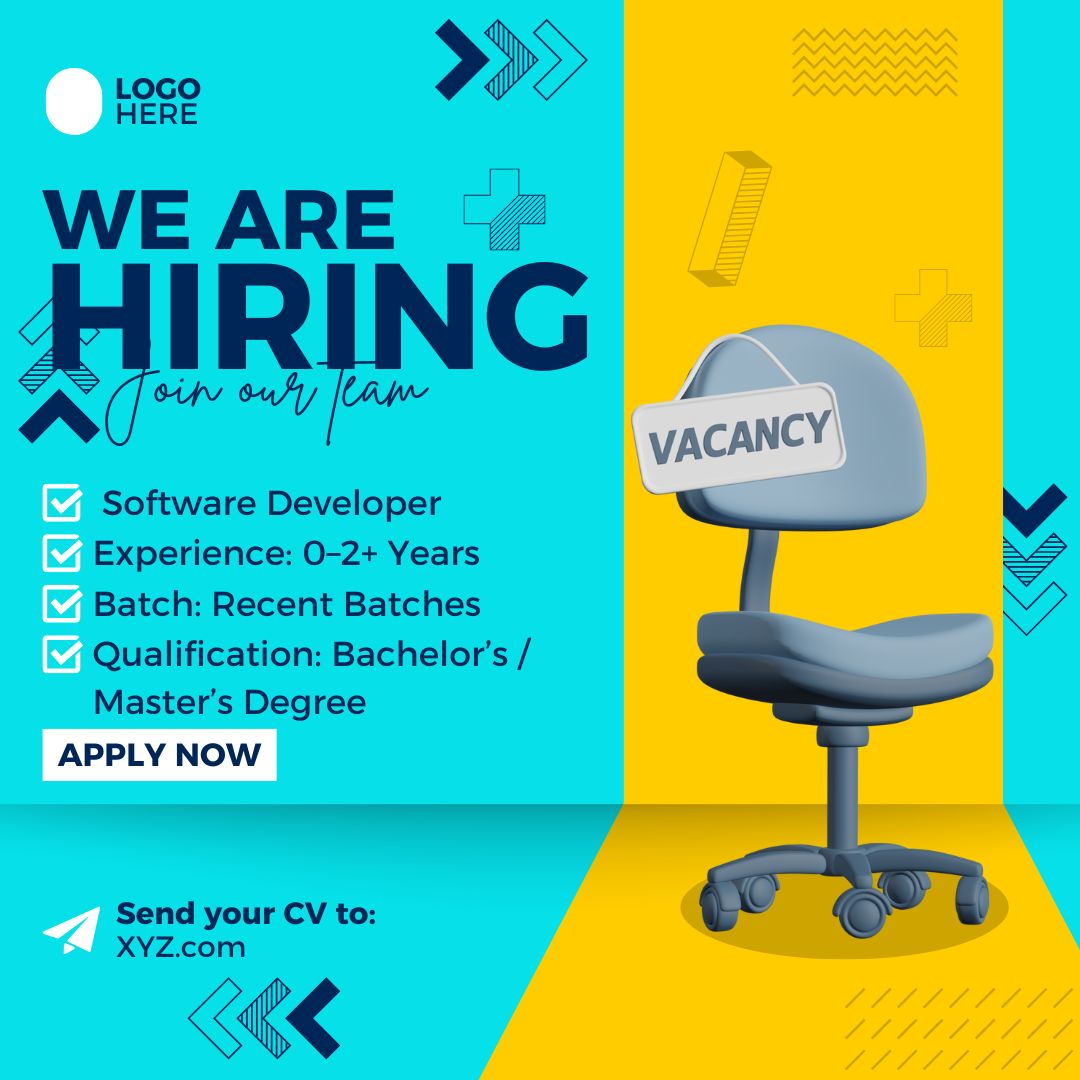 LOGO
HERE
WE ARE
HIRING
Join our Team
VACANCY
Software Developer
Experience: 0–2+ Years
Batch: Recent Batches
Qualification: Bachelor’s /
Master’s Degree
APPLY NOW
Send your CV to:
XYZ.com